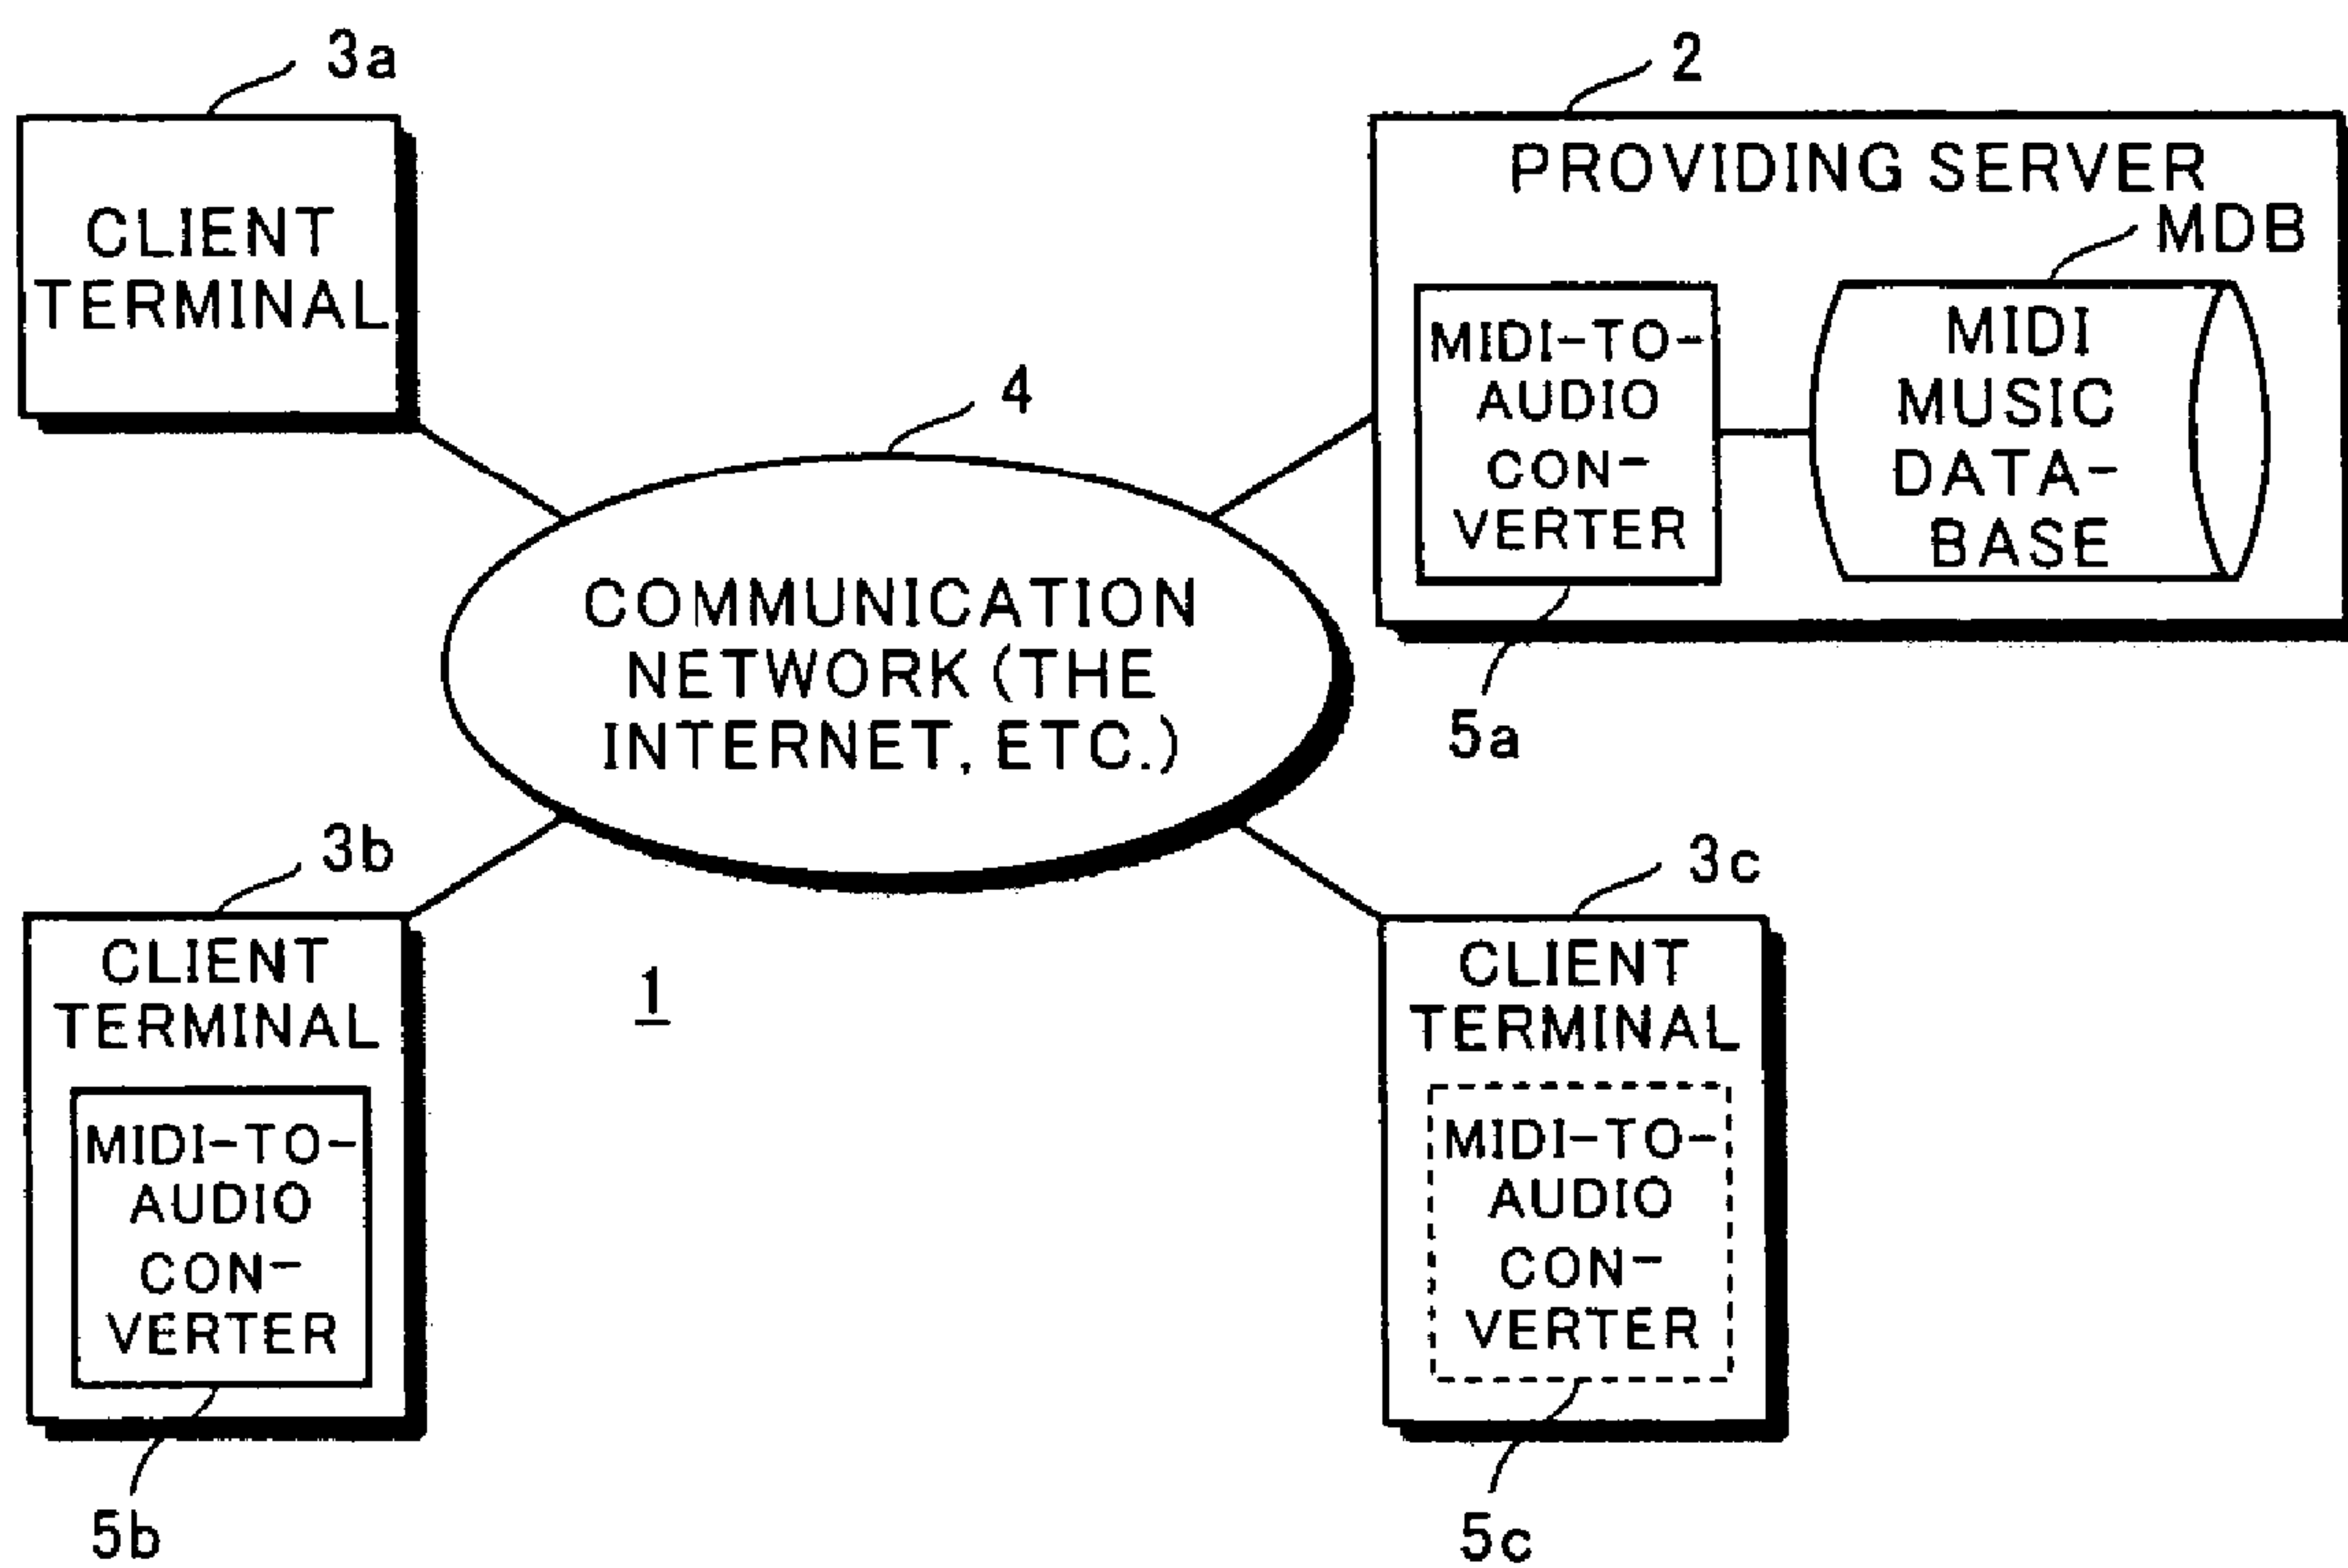 3a
CLIENT
TERMINAL
2
PROVIDING SERVER
MDB
MIDI-TO-
AUDIO
CON-
VERTER
MIDI
MUSIC
DATA-
BASE
5a
4
COMMUNICATION
NETWORK (THE
INTERNET, ETC.)
3b
CLIENT
TERMINAL
MIDI-TO-
AUDIO
CON-
VERTER
5b
1
3c
CLIENT
TERMINAL
MIDI-TO-
AUDIO
CON-
VERTER
5c